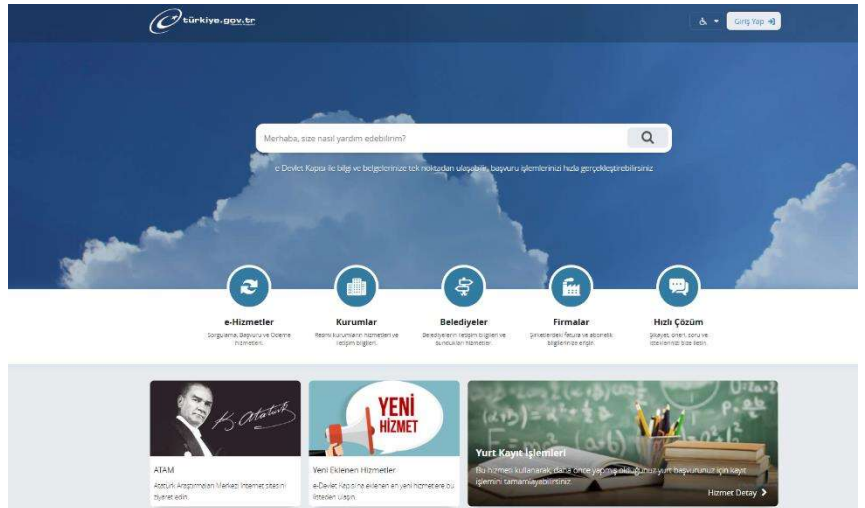 türkiye.gov.tr
Giriş Yap
Merhaba, size nasıl yardım edebilirim?
e-Devlet Kapısı ile bilgi ve belgelerinize tek noktadan ulaşabilir, başvuru işlemlerinizi hızla gerçekleştirebilirsiniz
e-Hizmetler
Sorgulama, Başvuru ve Ödeme
hizmetleri.
Kurumlar
Resmi kurumların hizmetleri ve
iletişim bilgileri.
Belediyeler
Belediyelerin iletişim bilgileri ve
sundukları hizmetler.
Firmalar
Şirketlerdeki fatura ve abonelik
bilgilerinize erişin.
Hızlı Çözüm
Şikayet, öneri, soru ve
isteklerinizi bize iletin.
K. Atatürk
ATAM
Atatürk Araştırmaları Merkezi internet sitesini
ziyaret edin.
YENİ
HİZMET
Yeni Eklenen Hizmetler
e-Devlet Kapısı'na eklenen en yeni hizmetlere bu
listeden ulaşın.
Yurt Kayıt İşlemleri
Bu hizmeti kullanarak, daha önce yapmış olduğunuz yurt başvurunuz için kayıt
işlemini tamamlayabilirsiniz.
Hizmet Detay